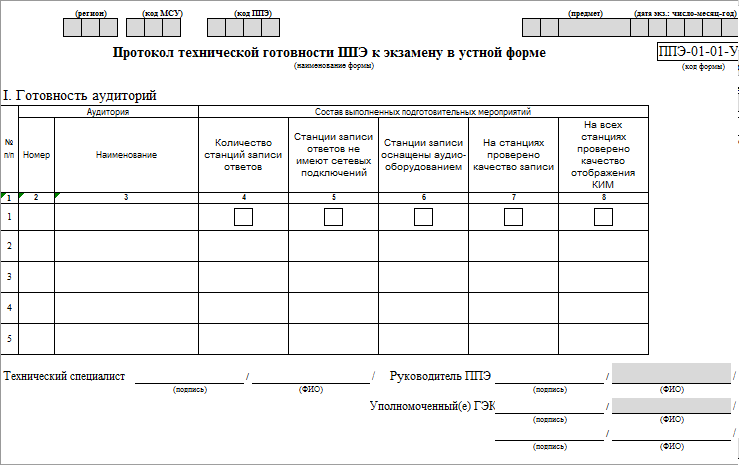 (регион) (код МСУ) (код ППЭ) (предмет) (дата экз.: число-месяц-год)
Протокол технической готовности ППЭ к экзамену в устной форме
ППЭ-01-01-У
(наименование формы)
(код формы)
I. Готовность аудиторий
№ п/п
Аудитория
Состав выполненных подготовительных мероприятий
Номер
Наименование
Количество
станций записи
ответов
Станции записи
ответов не
имеют сетевых
подключений
Станции записи
оснащены аудио-
оборудованием
На станциях
проверено
качество записи
На всех
станциях
проверено
качество
отображения
КИМ
1 2 3 4 5 6 7 8
1
2
3
4
5
Технический специалист / /
(подпись) (ФИО)
Руководитель ППЭ / /
(подпись) (ФИО)
Уполномоченный(е) ГЭК / /
(подпись) (ФИО)
/ /
(подпись) (ФИО)